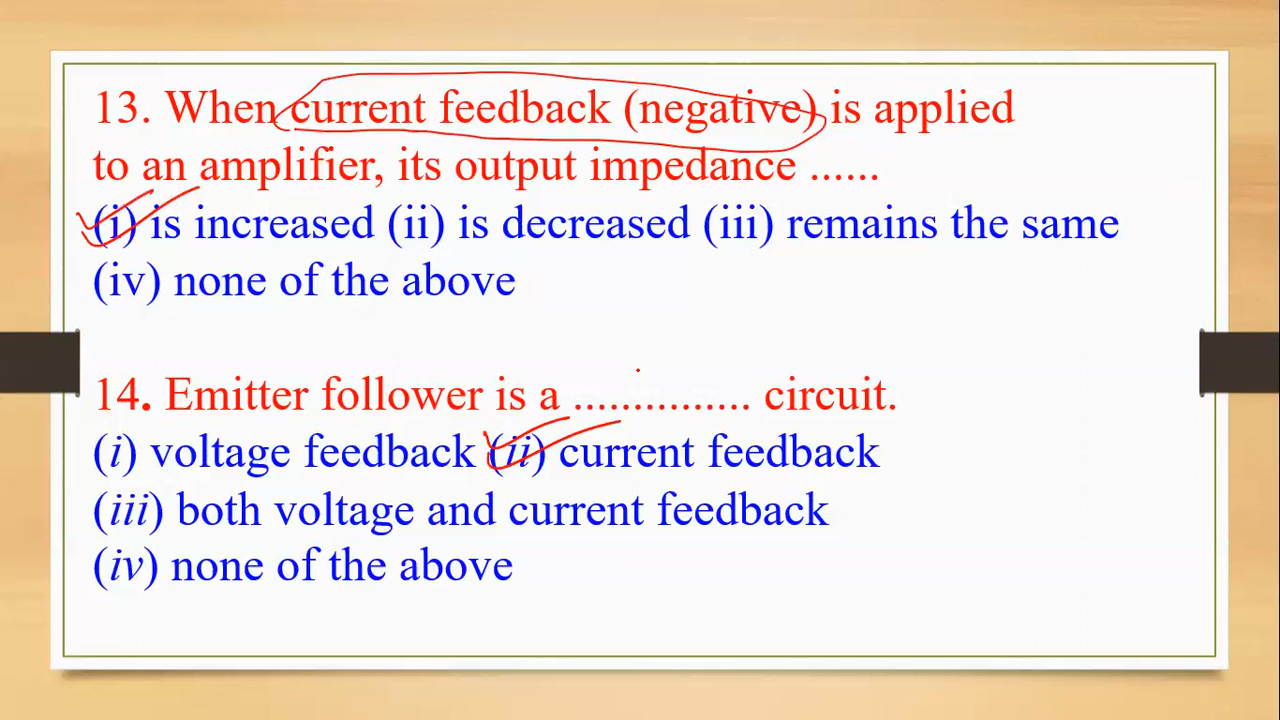 13. When current feedback (negative) is applied
to an amplifier, its output impedance ......
(i) is increased (ii) is decreased (iii) remains the same
(iv) none of the above
14. Emitter follower is a ............... circuit.
(i) voltage feedback (ii) current feedback
(iii) both voltage and current feedback
(iv) none of the above